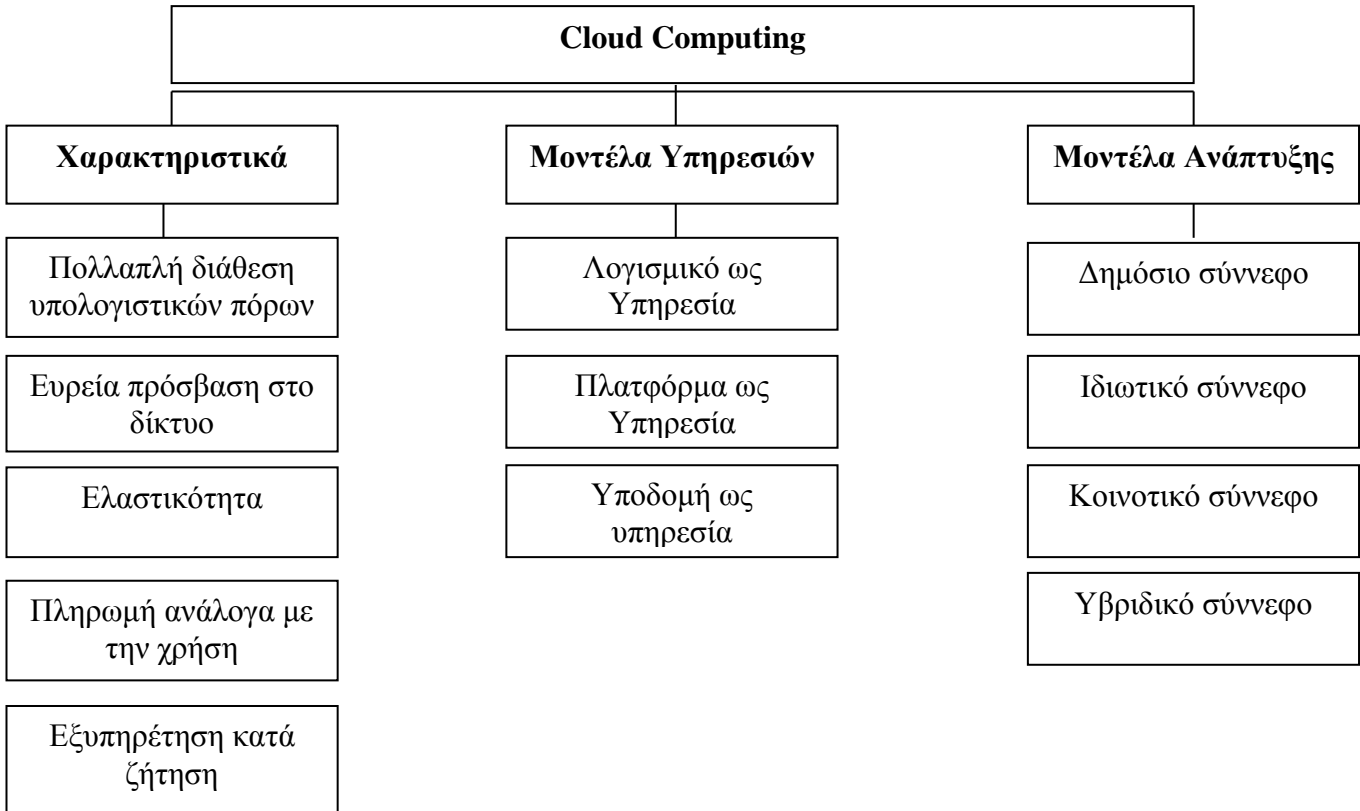 Cloud Computing
Χαρακτηριστικά
Πολλαπλή διάθεση
υπολογιστικών πόρων
Ευρεία πρόσβαση στο
δίκτυο
Ελαστικότητα
Πληρωμή ανάλογα με
την χρήση
Εξυπηρέτηση κατά
ζήτηση
Μοντέλα Υπηρεσιών
Λογισμικό ως
Υπηρεσία
Πλατφόρμα ως
Υπηρεσία
Υποδομή ως
υπηρεσία
Μοντέλα Ανάπτυξης
Δημόσιο σύννεφο
Ιδιωτικό σύννεφο
Κοινοτικό σύννεφο
Υβριδικό σύννεφο